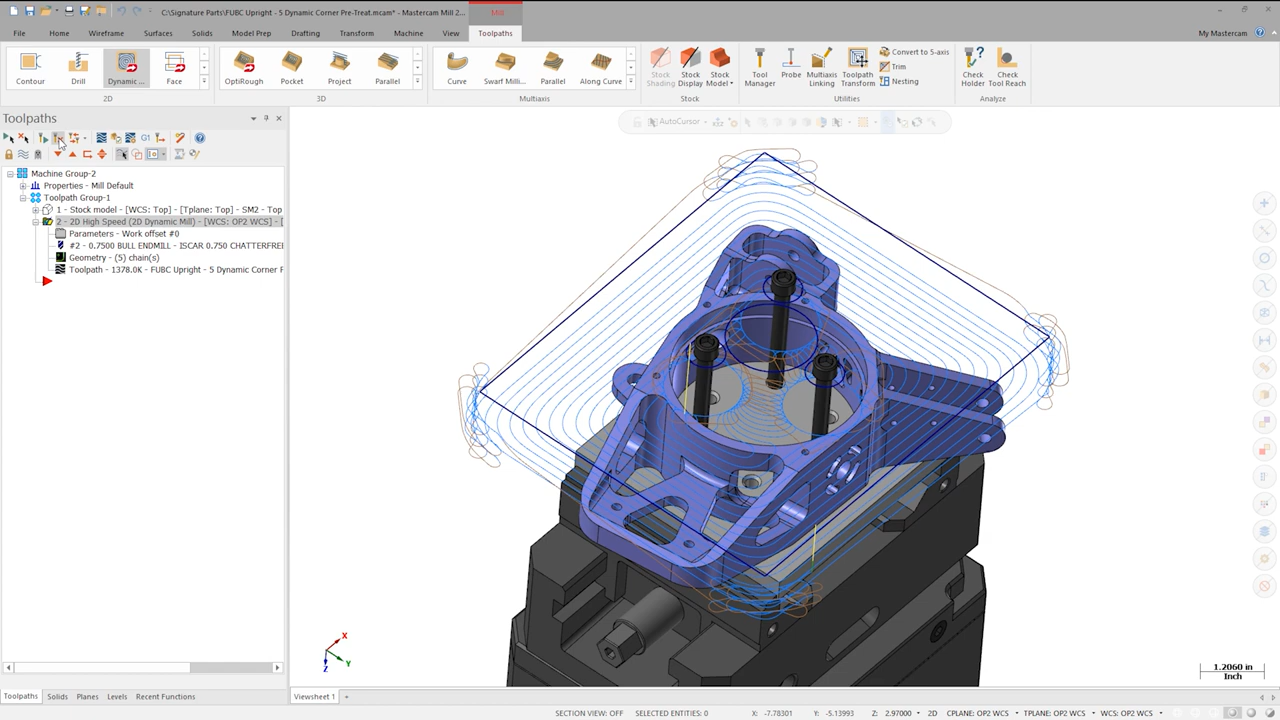 C:\Signature Parts\FUBC Upright - 5 Dynamic Corner Pre-Treat.mcam* - Mastercam Mill 2...
Mill
File Home Wireframe Surfaces Solids Model Prep Drafting Transform Machine View Toolpaths
My Mastercam
Contour Drill Dynamic ... Face
OptiRough Pocket Project Parallel
Curve Swarf Milli... Parallel Along Curve
Stock Shading Stock Display Stock Model
Tool Manager Probe Multiaxis Linking Toolpath Transform
Convert to 5-axis
Trim
Nesting
Check Holder Check Tool Reach
2D 3D Multiaxis Stock Utilities Analyze
Toolpaths
AutoCursor
G1
Machine Group-2
Properties - Mill Default
Toolpath Group-1
1 - Stock model - [WCS: Top] - [Tplane: Top] - SM2 - Top
2 - 2D High Speed (2D Dynamic Mill) - [WCS: OP2 WCS] - [
Parameters - Work offset #0
#2 - 0.7500 BULL ENDMILL - ISCAR 0.750 CHATTERFREE
Geometry - (5) chain(s)
Toolpath - 1378.0K - FUBC Upright - 5 Dynamic Corner P
X
Y
Z
1.2060 in
Inch
Toolpaths Solids Planes Levels Recent Functions
Viewsheet 1 +
SECTION VIEW: OFF SELECTED ENTITIES: 0 X: -7.78301 Y: -5.13993 Z: 2.97000 2D CPLANE: OP2 WCS TPLANE: OP2 WCS WCS: OP2 WCS